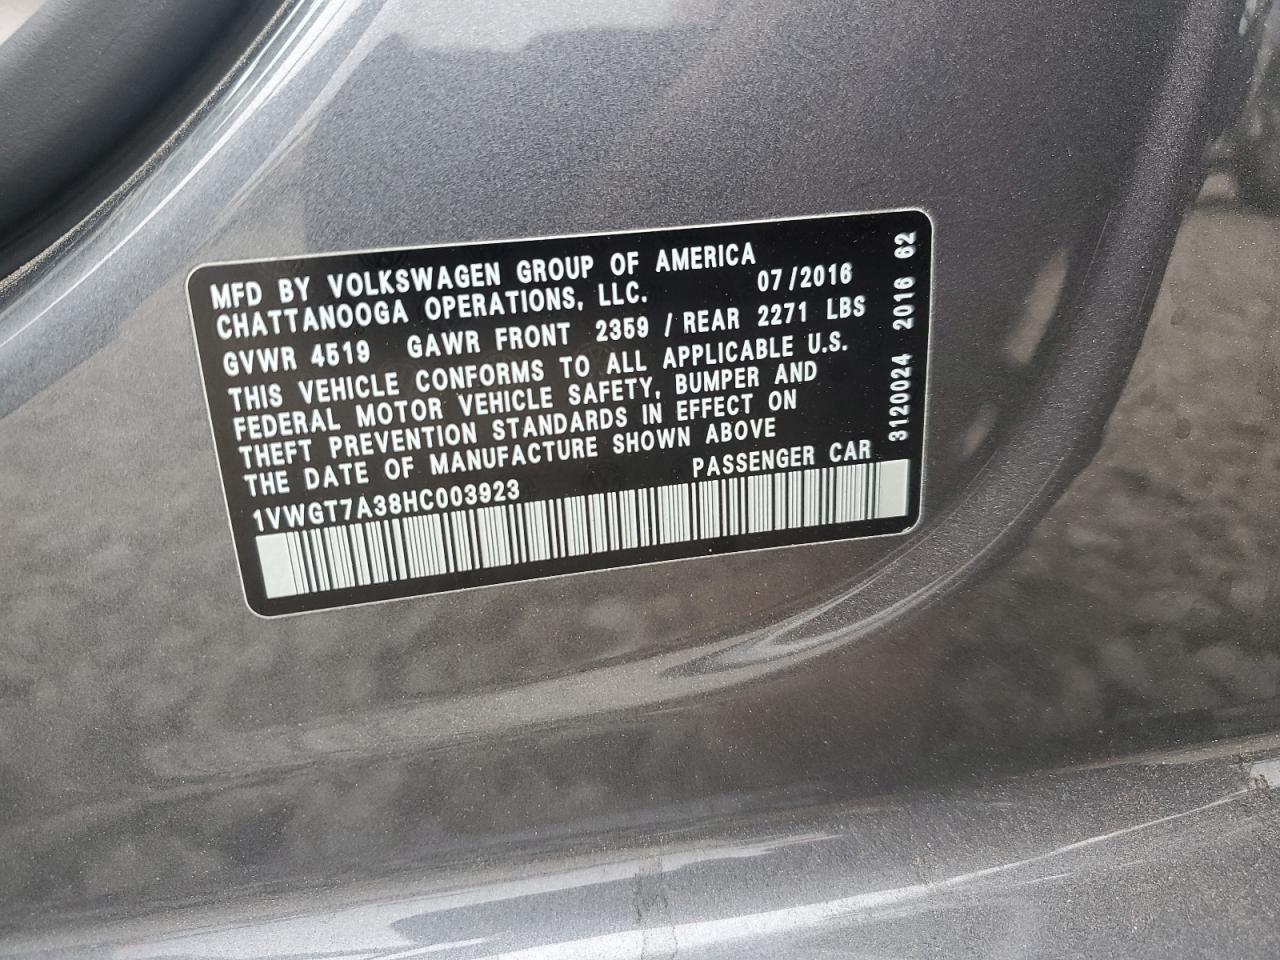 MFD BY VOLKSWAGEN GROUP OF AMERICA
CHATTANOOGA OPERATIONS, LLC. 07/2016
GVWR 4519 GAWR FRONT 2359 / REAR 2271 LBS
THIS VEHICLE CONFORMS TO ALL APPLICABLE U.S.
FEDERAL MOTOR VEHICLE SAFETY, BUMPER AND
THEFT PREVENTION STANDARDS IN EFFECT ON
THE DATE OF MANUFACTURE SHOWN ABOVE
PASSENGER CAR
1VWGT7A38HC003923
3120024 2016 62